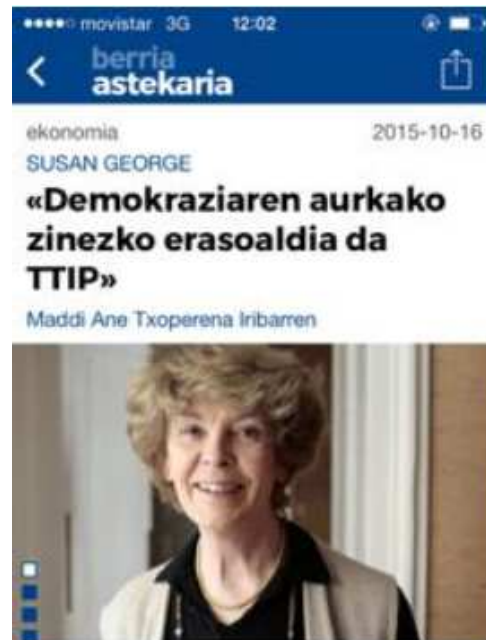 movistar 3G 12:02
berria
astekaria
ekonomia 2015-10-16
SUSAN GEORGE
«Demokraziaren aurkako
zinezko erasoaldia da
TTIP»
Maddi Ane Txoperena Iribarren